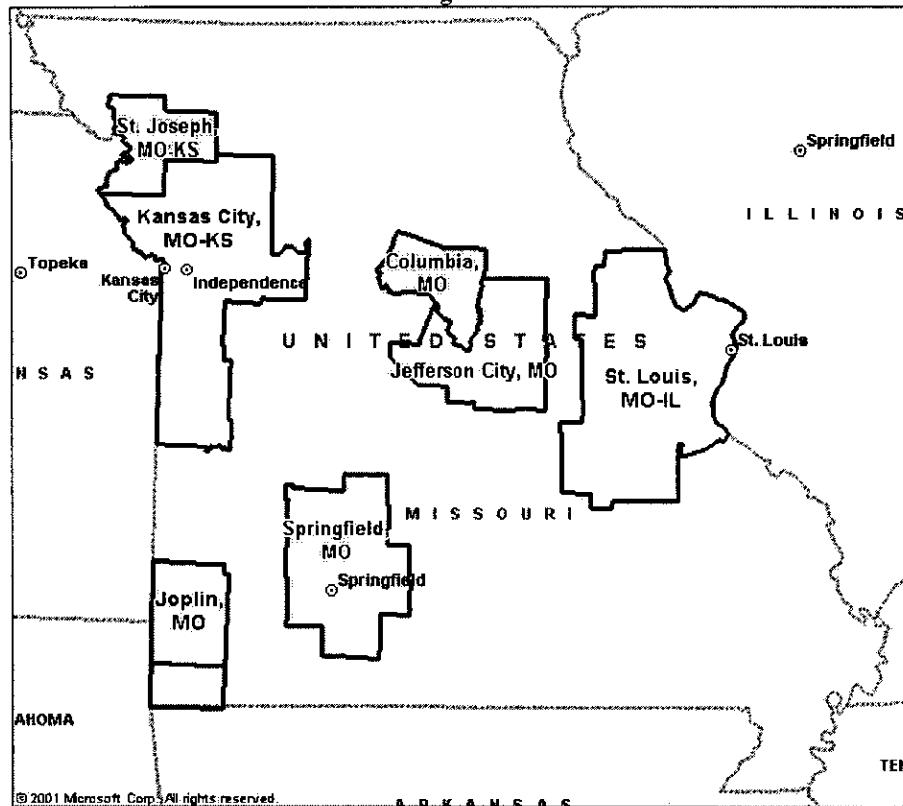 St. Joseph
MO-KS
Springfield
Kansas City,
MO-KS
ILLINOIS
Topeka
Kansas
City
Independence
Columbia,
MO
UNITED STATES
St. Louis
NSAS
Jefferson City, MO
St. Louis,
MO-IL
MISSOURI
Springfield
MO
Springfield
Joplin,
MO
AHOMA
TEN
© 2001 Microsoft Corp. All rights reserved.
ARKANSAS